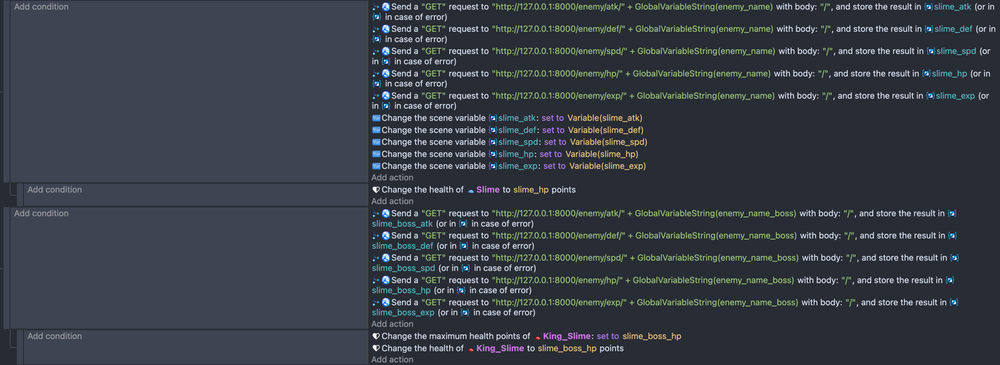 Add condition
Send a "GET" request to "http://127.0.0.1:8000/enemy/atk/" + GlobalVariableString(enemy_name) with body: "/", and store the result in slime_atk (or in
in case of error)
Send a "GET" request to "http://127.0.0.1:8000/enemy/def/" + GlobalVariableString(enemy_name) with body: "/", and store the result in slime_def (or in
in case of error)
Send a "GET" request to "http://127.0.0.1:8000/enemy/spd/" + GlobalVariableString(enemy_name) with body: "/", and store the result in slime_spd (or
in in case of error)
Send a "GET" request to "http://127.0.0.1:8000/enemy/hp/" + GlobalVariableString(enemy_name) with body: "/", and store the result in slime_hp (or in
in case of error)
Send a "GET" request to "http://127.0.0.1:8000/enemy/exp/" + GlobalVariableString(enemy_name) with body: "/", and store the result in slime_exp (or
in in case of error)
Var Change the scene variable slime_atk: set to Variable(slime_atk)
Var Change the scene variable slime_def: set to Variable(slime_def)
Var Change the scene variable slime_spd: set to Variable(slime_spd)
Var Change the scene variable slime_hp: set to Variable(slime_hp)
Var Change the scene variable slime_exp: set to Variable(slime_exp)
Add action
Add condition
Change the health of Slime to slime_hp points
Add action
Add condition
Send a "GET" request to "http://127.0.0.1:8000/enemy/atk/" + GlobalVariableString(enemy_name_boss) with body: "/", and store the result in
slime_boss_atk (or in in case of error)
Send a "GET" request to "http://127.0.0.1:8000/enemy/def/" + GlobalVariableString(enemy_name_boss) with body: "/", and store the result in
slime_boss_def (or in in case of error)
Send a "GET" request to "http://127.0.0.1:8000/enemy/spd/" + GlobalVariableString(enemy_name_boss) with body: "/", and store the result in
slime_boss_spd (or in in case of error)
Send a "GET" request to "http://127.0.0.1:8000/enemy/hp/" + GlobalVariableString(enemy_name_boss) with body: "/", and store the result in
slime_boss_hp (or in in case of error)
Send a "GET" request to "http://127.0.0.1:8000/enemy/exp/" + GlobalVariableString(enemy_name_boss) with body: "/", and store the result in
slime_boss_exp (or in in case of error)
Add action
Add condition
Change the maximum health points of King_Slime: set to slime_boss_hp
Change the health of King_Slime to slime_boss_hp points
Add action